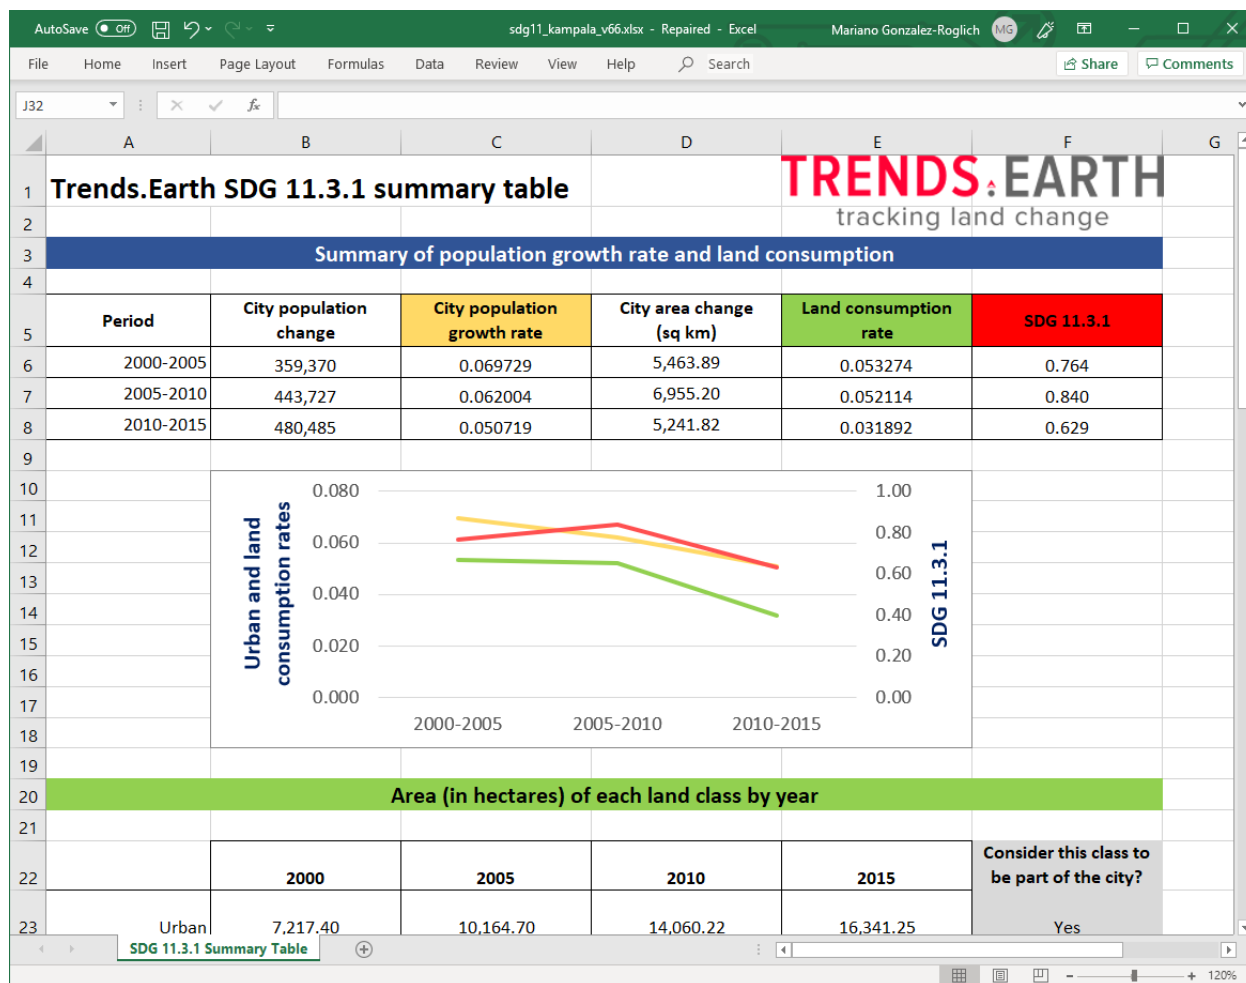 AutoSave Off sdg11_kampala_v66.xlsx - Repaired - Excel Mariano Gonzalez-Roglich MG
File Home Insert Page Layout Formulas Data Review View Help Search Share Comments
J32 fx
A B C D E F G
1 Trends.Earth SDG 11.3.1 summary table TRENDS.EARTH
2 tracking land change
3 Summary of population growth rate and land consumption
4
5 Period City population change City population growth rate City area change (sq km) Land consumption rate SDG 11.3.1
6 2000-2005 359,370 0.069729 5,463.89 0.053274 0.764
7 2005-2010 443,727 0.062004 6,955.20 0.052114 0.840
8 2010-2015 480,485 0.050719 5,241.82 0.031892 0.629
9
10
11
12
13
14
15
16
17
18
Urban and land
consumption rates
0.080
0.060
0.040
0.020
0.000
1.00
0.80
0.60
0.40
0.20
0.00
SDG 11.3.1
2000-2005 2005-2010 2010-2015
19
20 Area (in hectares) of each land class by year
21
22 2000 2005 2010 2015 Consider this class to be part of the city?
23 Urban 7,217.40 10,164.70 14,060.22 16,341.25 Yes
SDG 11.3.1 Summary Table
120%